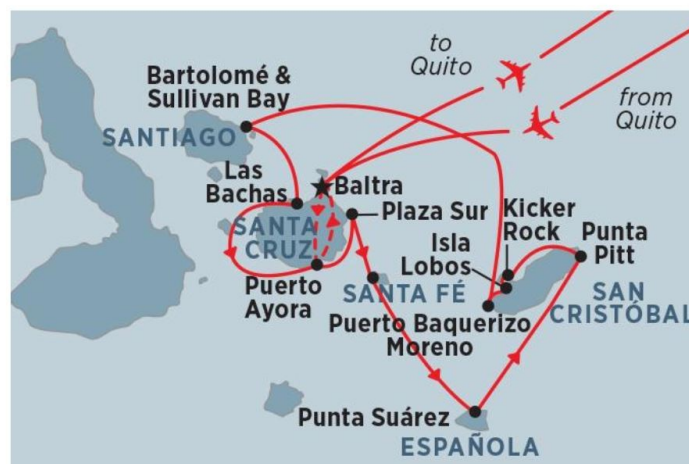 to
Quito
from
Quito
Bartolomé &
Sullivan Bay
SANTIAGO
Las
Bachas
Baltra
Plaza Sur
SANTA
CRUZ
Puerto
Ayora
SANTA FÉ
Kicker
Rock
Isla
Lobos
Punta
Pitt
SAN
CRISTÓBAL
Puerto Baquerizo
Moreno
Punta Suárez
ESPAÑOLA